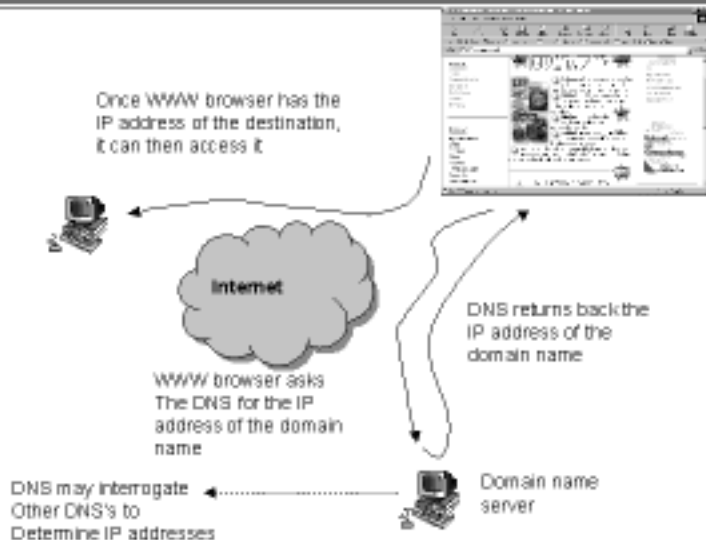 Once WWW browser has the
IP address of the destination,
it can then access it
Internet
DNS returns back the
IP address of the
domain name
WWW browser asks
The DNS for the IP
address of the domain
name
Domain name
server
DNS may interrogate
Other DNS's to
Determine IP addresses